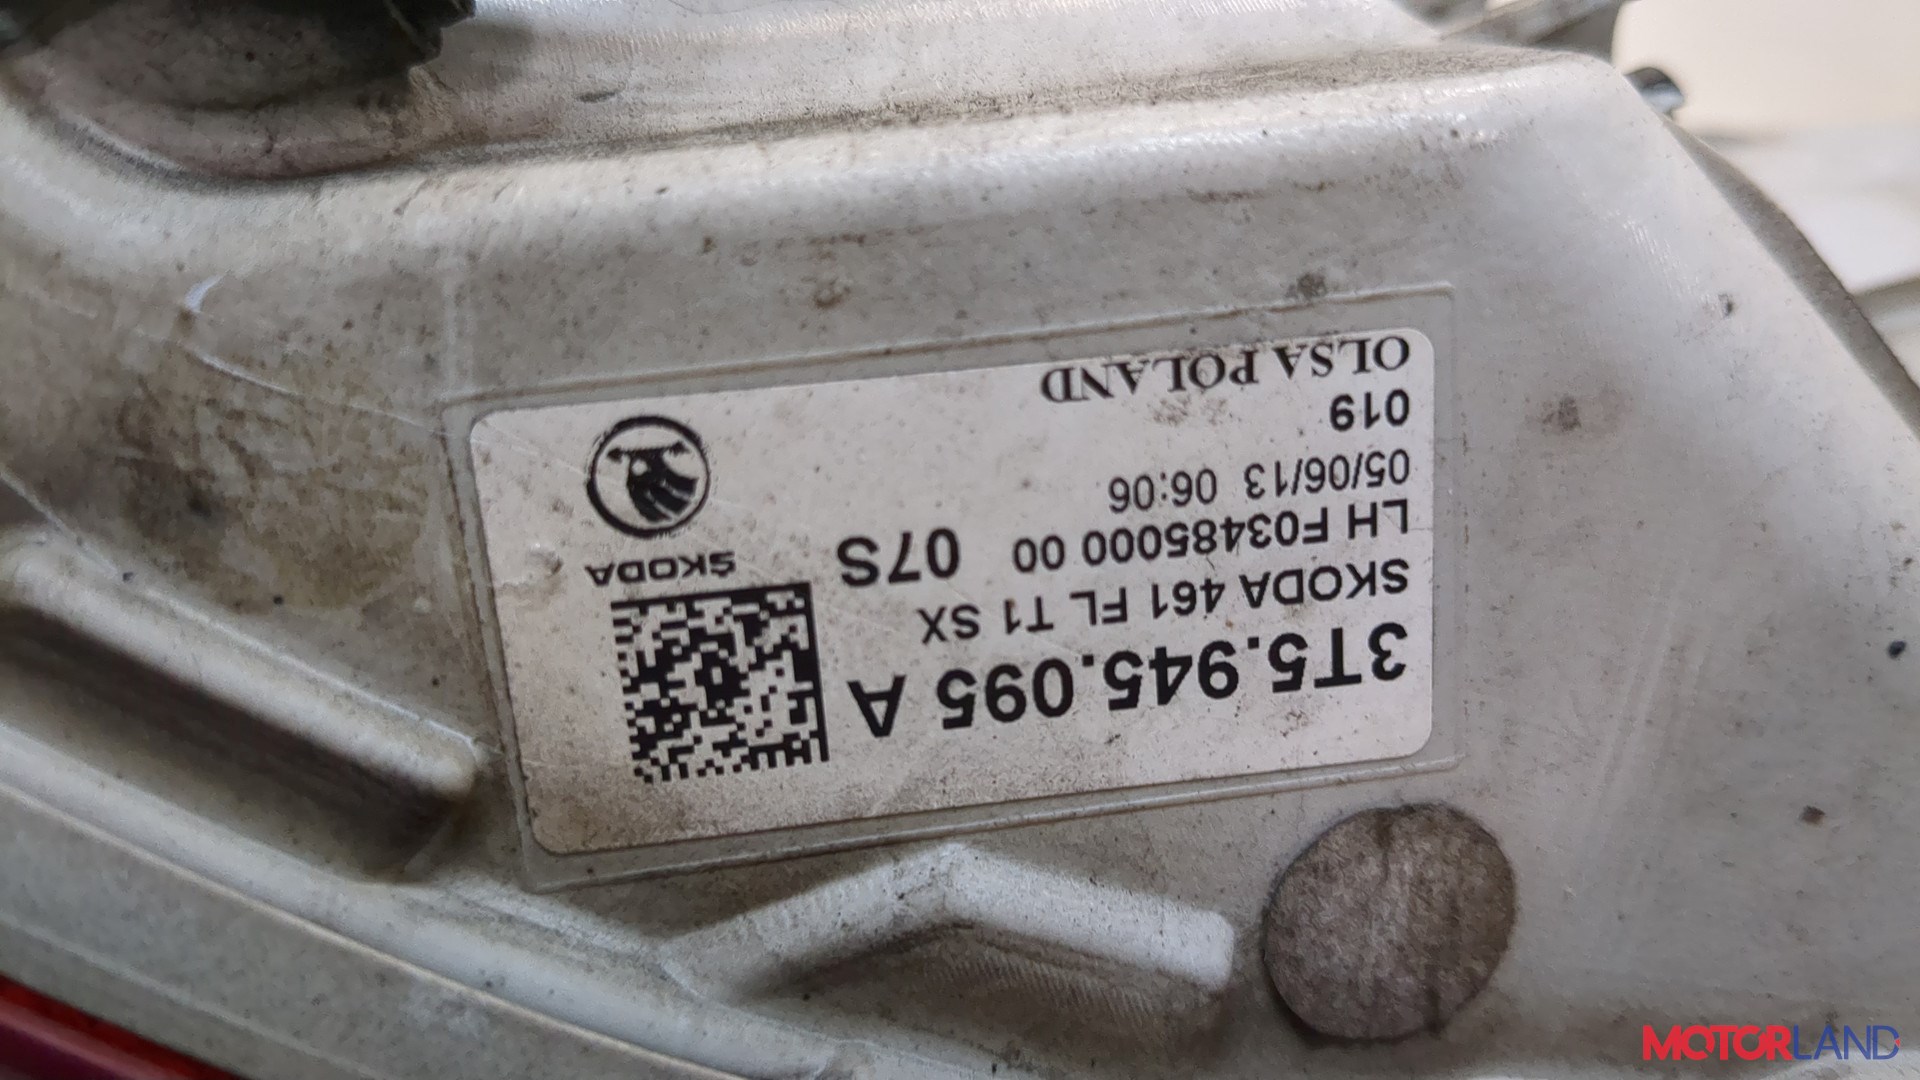 3T5.945.095 A
SKODA 461 FL T1 SX
LH F03485000 00 07S
05/06/13 06:06
019
OLSA POLAND
ŠKODA
MOTORLAND